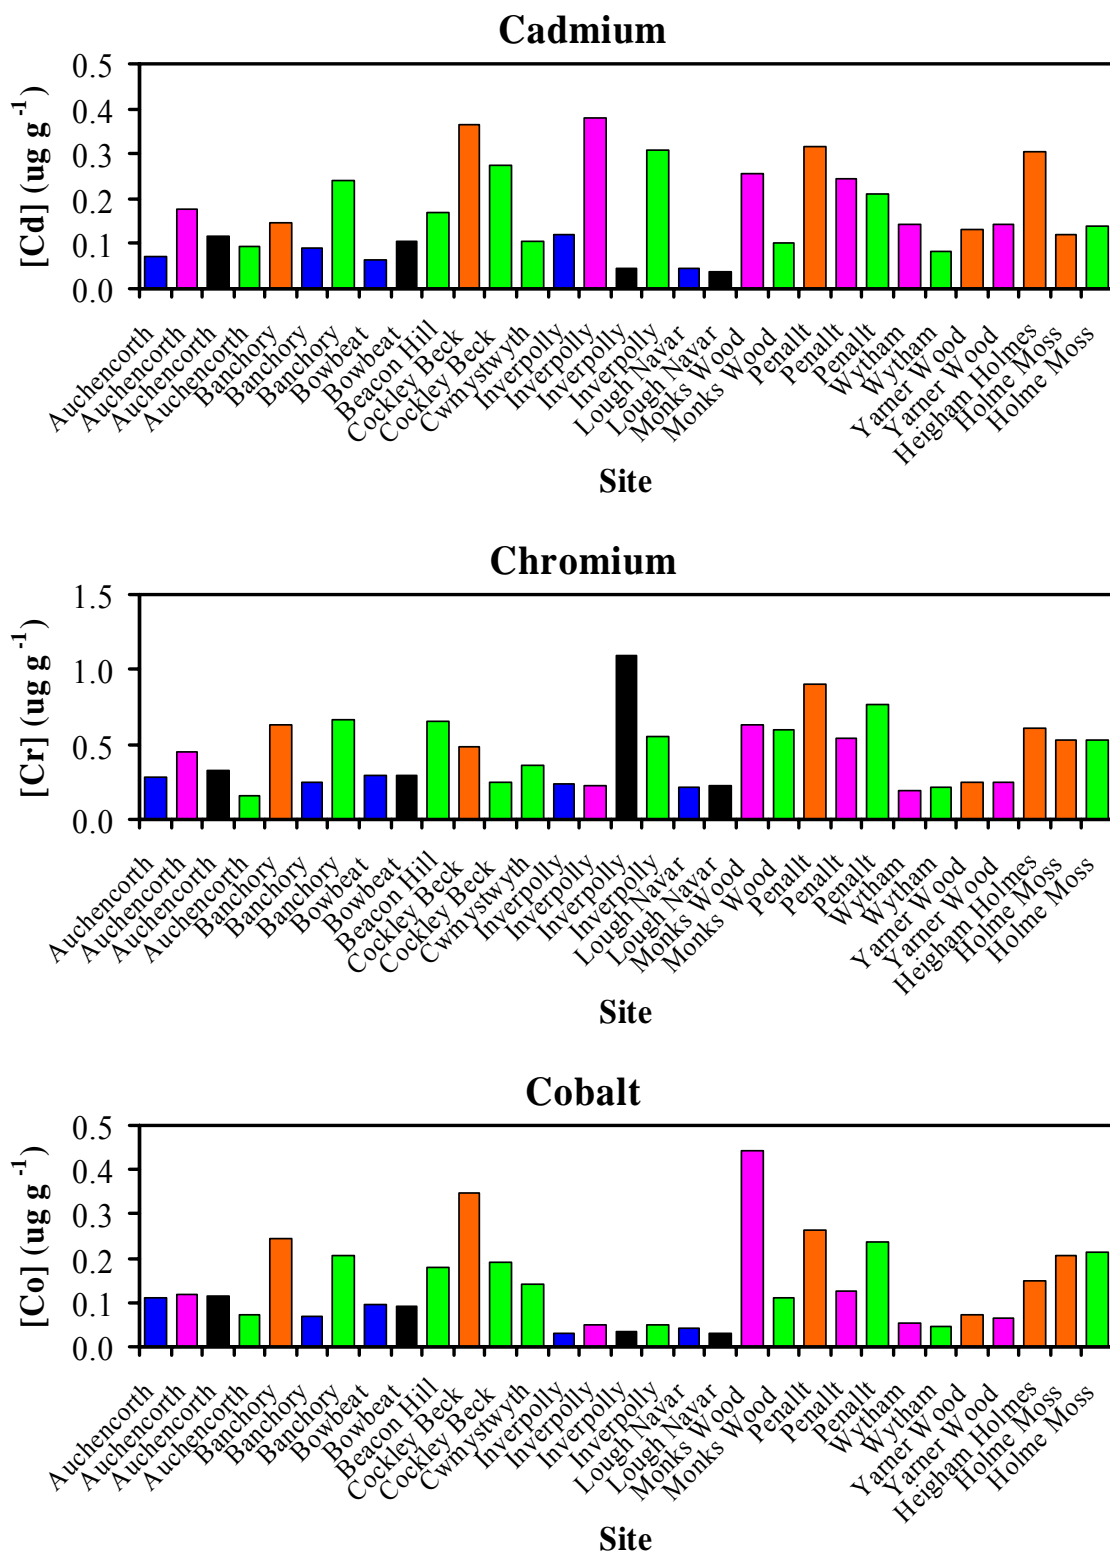 Cadmium
[Cd] (ug g -1)
0.5
0.4
0.3
0.2
0.1
0.0
Auchencorth
Auchencorth
Auchencorth
Auchencorth
Banchory
Banchory
Banchory
Bowbeat
Bowbeat
Beacon Hill
Cockley Beck
Cockley Beck
Cwmystwyth
Inverpolly
Inverpolly
Inverpolly
Inverpolly
Lough Navar
Lough Navar
Monks Wood
Monks Wood
Penallt
Penallt
Penallt
Wytham
Wytham
Yarner Wood
Yarner Wood
Heigham Holmes
Holme Moss
Holme Moss
Site
Chromium
[Cr] (ug g -1)
1.5
1.0
0.5
0.0
Auchencorth
Auchencorth
Auchencorth
Auchencorth
Banchory
Banchory
Banchory
Bowbeat
Bowbeat
Beacon Hill
Cockley Beck
Cockley Beck
Cwmystwyth
Inverpolly
Inverpolly
Inverpolly
Inverpolly
Lough Navar
Lough Navar
Monks Wood
Monks Wood
Penallt
Penallt
Penallt
Wytham
Wytham
Yarner Wood
Yarner Wood
Heigham Holmes
Holme Moss
Holme Moss
Site
Cobalt
[Co] (ug g -1)
0.5
0.4
0.3
0.2
0.1
0.0
Auchencorth
Auchencorth
Auchencorth
Auchencorth
Banchory
Banchory
Banchory
Bowbeat
Bowbeat
Beacon Hill
Cockley Beck
Cockley Beck
Cwmystwyth
Inverpolly
Inverpolly
Inverpolly
Inverpolly
Lough Navar
Lough Navar
Monks Wood
Monks Wood
Penallt
Penallt
Penallt
Wytham
Wytham
Yarner Wood
Yarner Wood
Heigham Holmes
Holme Moss
Holme Moss
Site